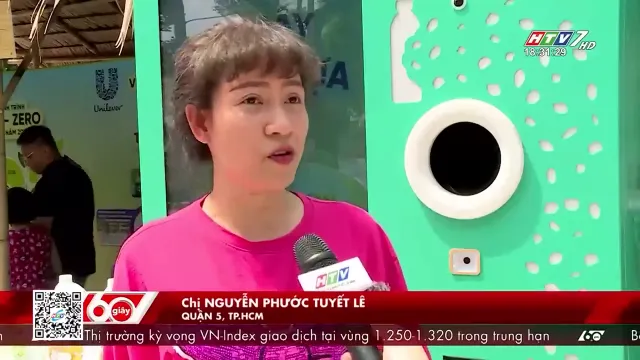 HTV7 HD
18:31:29
Unilever
ZERO
HTV
Chị NGUYỄN PHƯỚC TUYẾT LÊ
QUẬN 5, TP.HCM
60 giây
Thị trường kỳ vọng VN-Index giao dịch tại vùng 1.250-1.320 trong trung hạn
60s